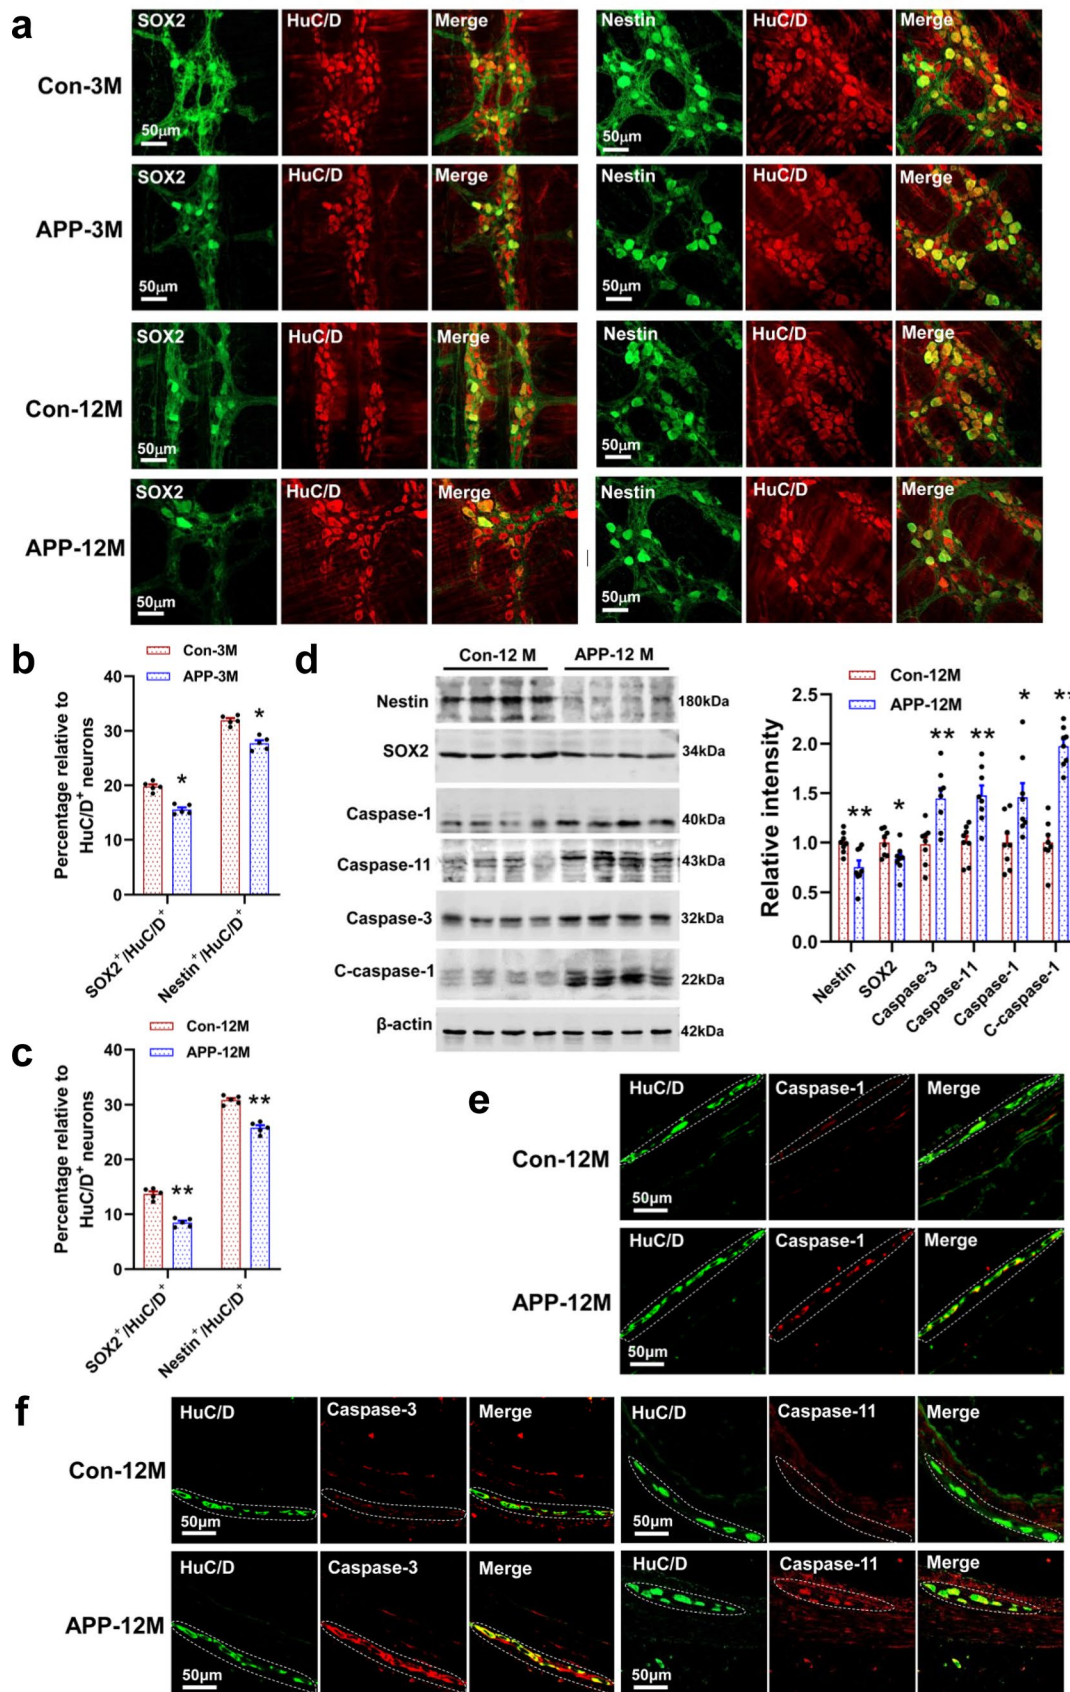 a
SOX2 HuC/D Merge Nestin HuC/D Merge
Con-3M
50μm 50μm
SOX2 HuC/D Merge Nestin HuC/D Merge
APP-3M
50μm 50μm
SOX2 HuC/D Merge Nestin HuC/D Merge
Con-12M
50μm 50μm
SOX2 HuC/D Merge Nestin HuC/D Merge
APP-12M
50μm 50μm
b
Con-3M
APP-3M
Percentage relative to
HuC/D⁺ neurons
40
30
20
10
0
*
*
SOX2⁺/HuC/D⁺
Nestin⁺/HuC/D⁺
c
Con-12M
APP-12M
Percentage relative to
HuC/D⁺ neurons
40
30
20
10
0
**
**
SOX2⁺/HuC/D⁺
Nestin⁺/HuC/D⁺
d
Con-12 M APP-12 M
Nestin 180kDa
SOX2 34kDa
Caspase-1 40kDa
Caspase-11 43kDa
Caspase-3 32kDa
C-caspase-1 22kDa
β-actin 42kDa
Con-12M
APP-12M
Relative intensity
2.5
2.0
1.5
1.0
0.5
0.0
** * ** ** * **
Nestin
SOX2
Caspase-3
Caspase-11
Caspase-1
C-caspase-1
e
HuC/D Caspase-1 Merge
Con-12M
50μm
HuC/D Caspase-1 Merge
APP-12M
50μm
f
HuC/D Caspase-3 Merge HuC/D Caspase-11 Merge
Con-12M
50μm 50μm
HuC/D Caspase-3 Merge HuC/D Caspase-11 Merge
APP-12M
50μm 50μm